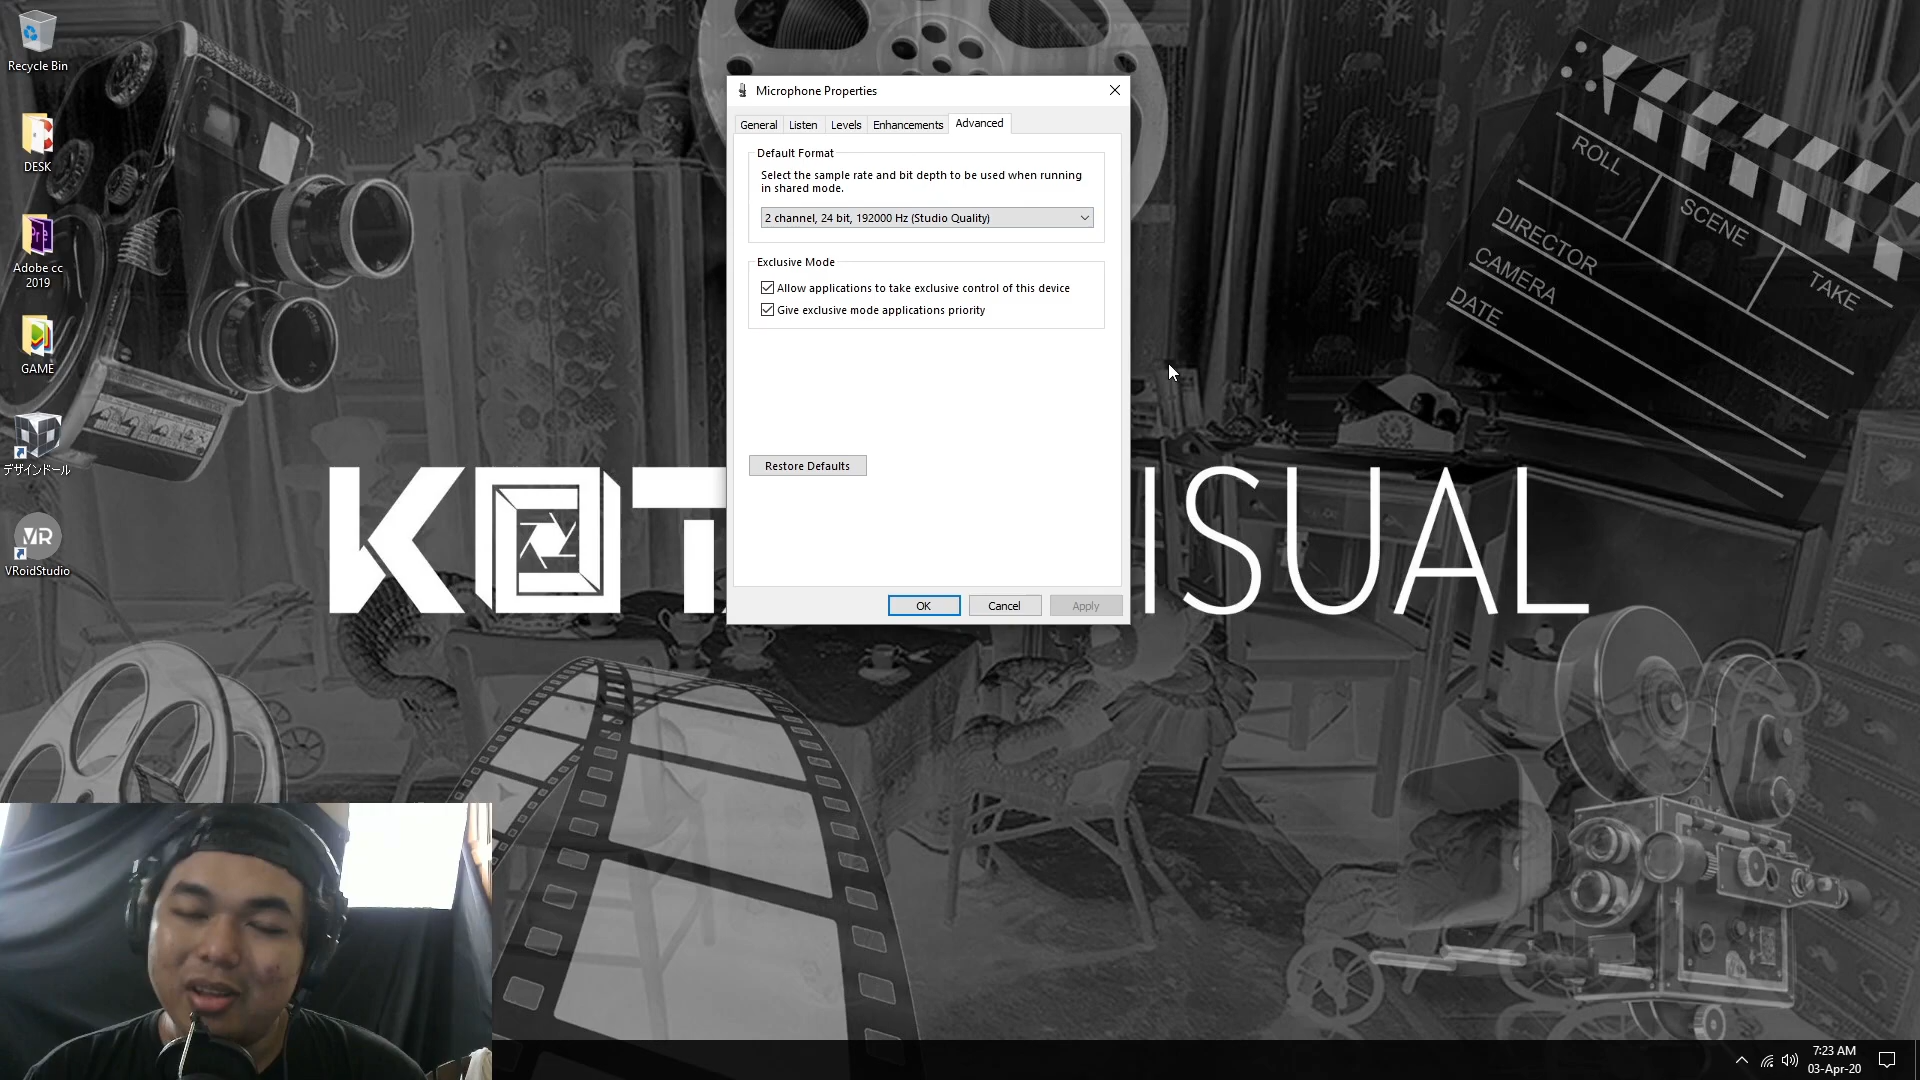 Recycle Bin
DESK
Adobe cc
2019
GAME
デザインドール
VRoidStudio
Microphone Properties
General
Listen
Levels
Enhancements
Advanced
Default Format
Select the sample rate and bit depth to be used when running
in shared mode.
2 channel, 24 bit, 192000 Hz (Studio Quality)
Exclusive Mode
Allow applications to take exclusive control of this device
Give exclusive mode applications priority
Restore Defaults
OK
Cancel
Apply
ROLL
SCENE
TAKE
DIRECTOR
CAMERA
DATE
KOT
ISUAL
7:23 AM
03-Apr-20